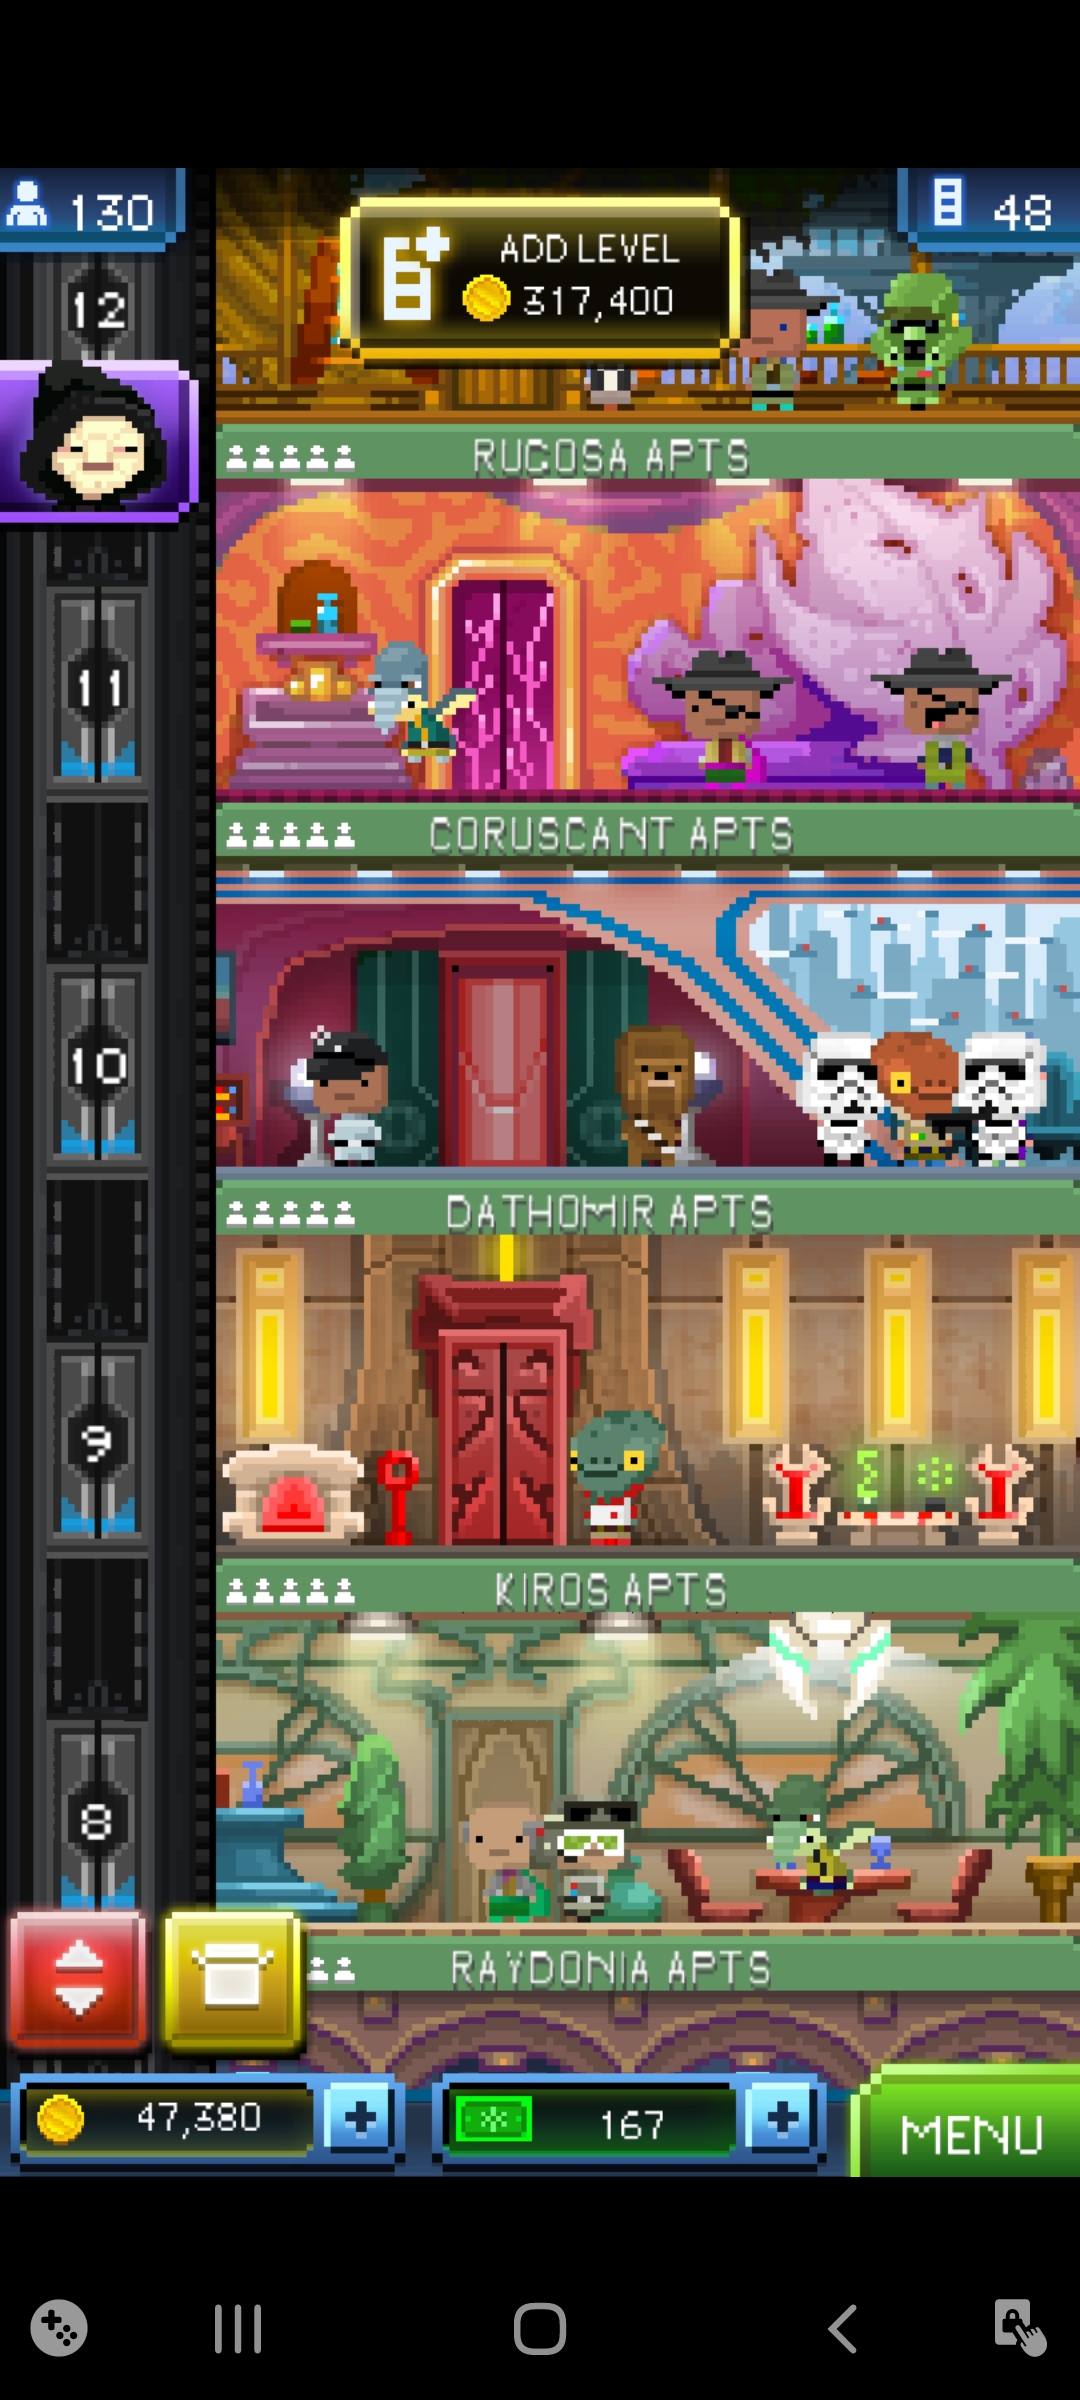 130
ADD LEVEL
317,400
48
12
RUGOSA APTS
11
CORUSCANT APTS
10
DATHOMIR APTS
9
KIROS APTS
8
RAYDONIA APTS
47,380
167
MENU